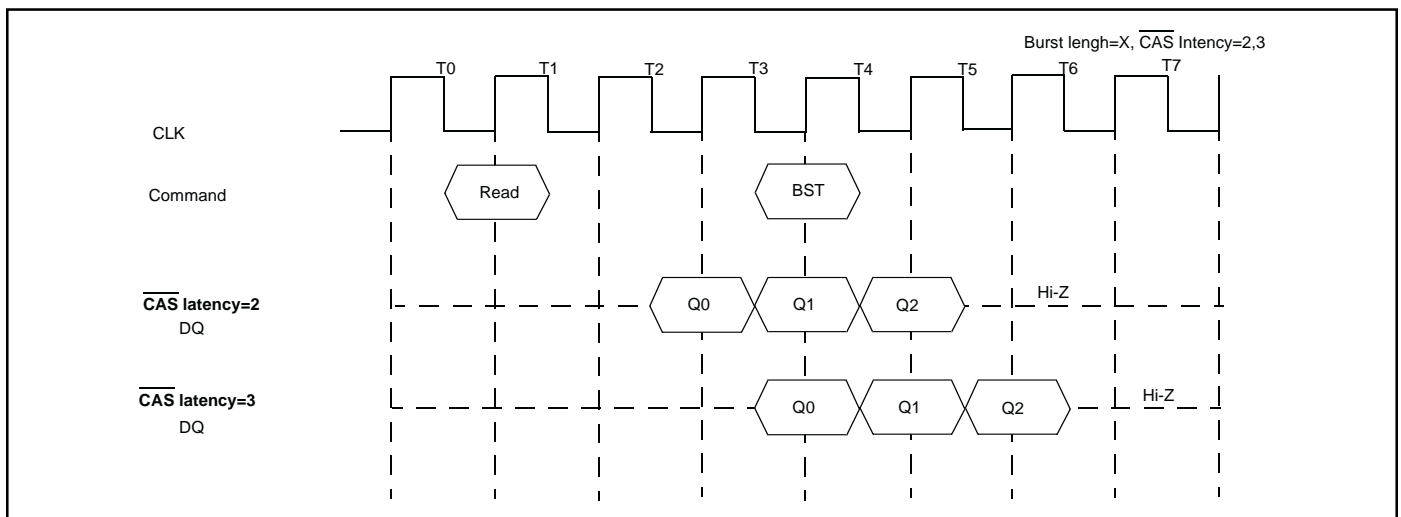 Burst lengh=X, CAS lntency=2,3
T0 T1 T2 T3 T4 T5 T6 T7
CLK
Command
Read
BST
CAS latency=2
DQ
Q0
Q1
Q2
Hi-Z
CAS latency=3
DQ
Q0
Q1
Q2
Hi-Z